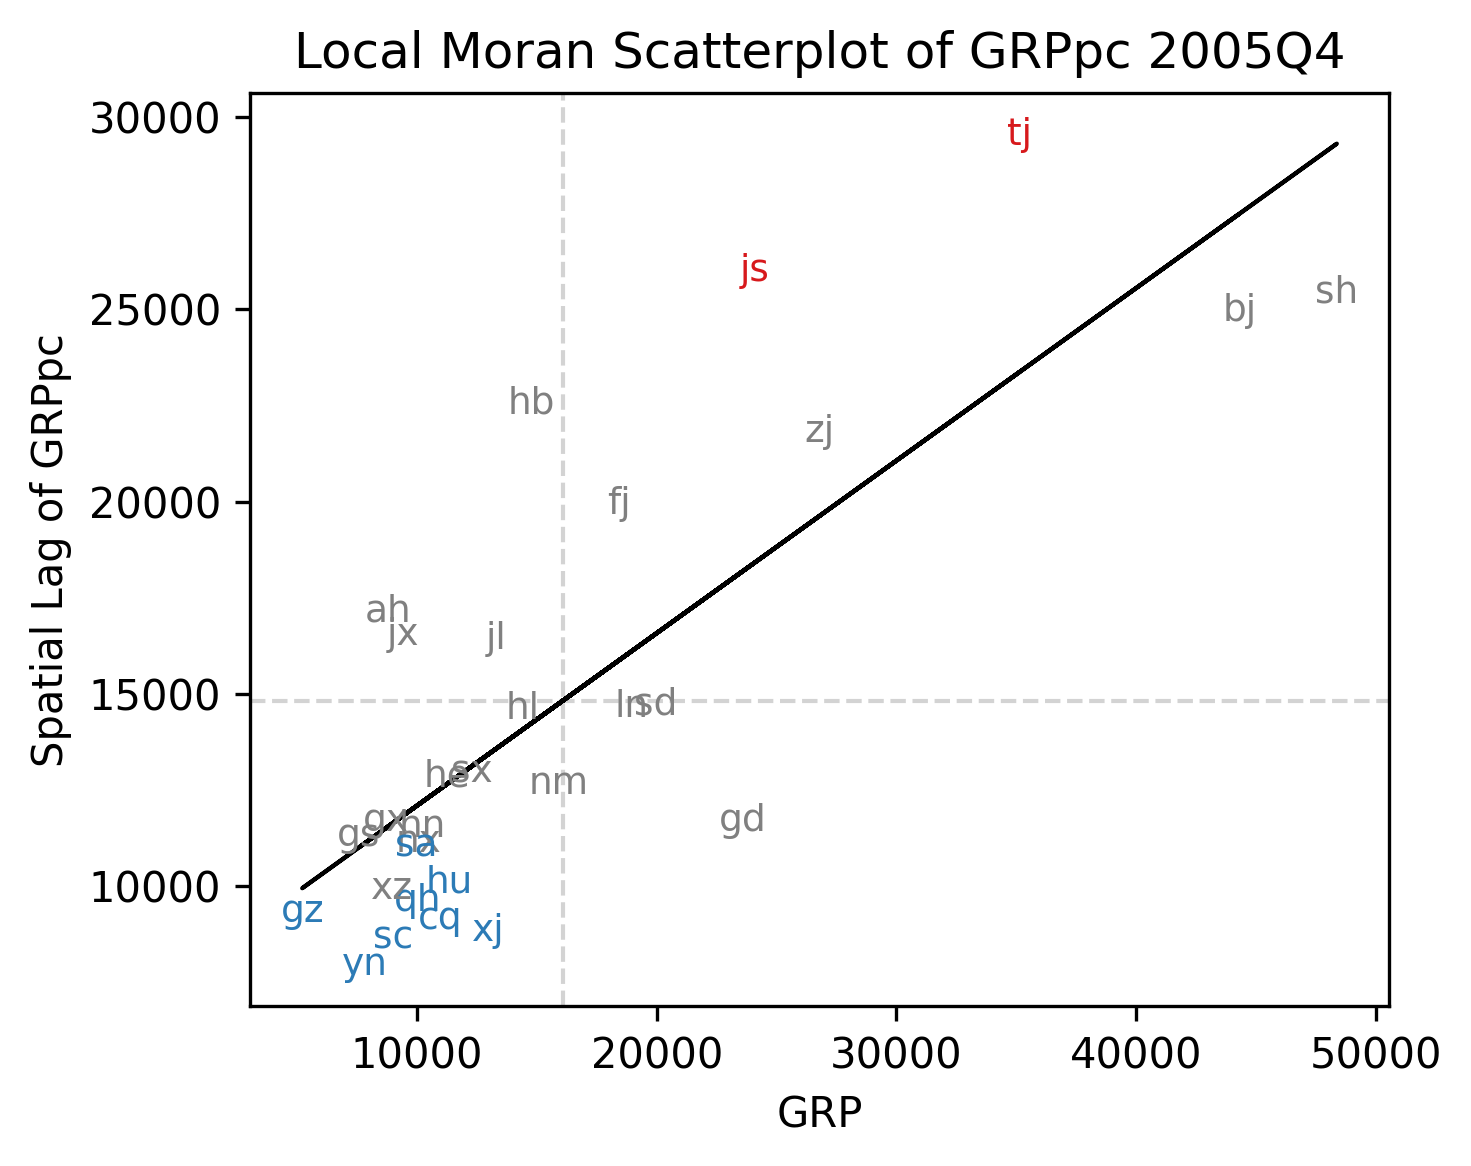 Local Moran Scatterplot of GRPpc 2005Q4
30000
25000
20000
15000
10000
Spatial Lag of GRPpc
tj
js
sh
bj
hb
zj
fj
ah
jx
jl
hl
ln
sd
he
sx
nm
gx
hn
gd
gs
nx
sa
hu
xz
qh
gz
cq
xj
sc
yn
10000
20000
30000
40000
50000
GRP